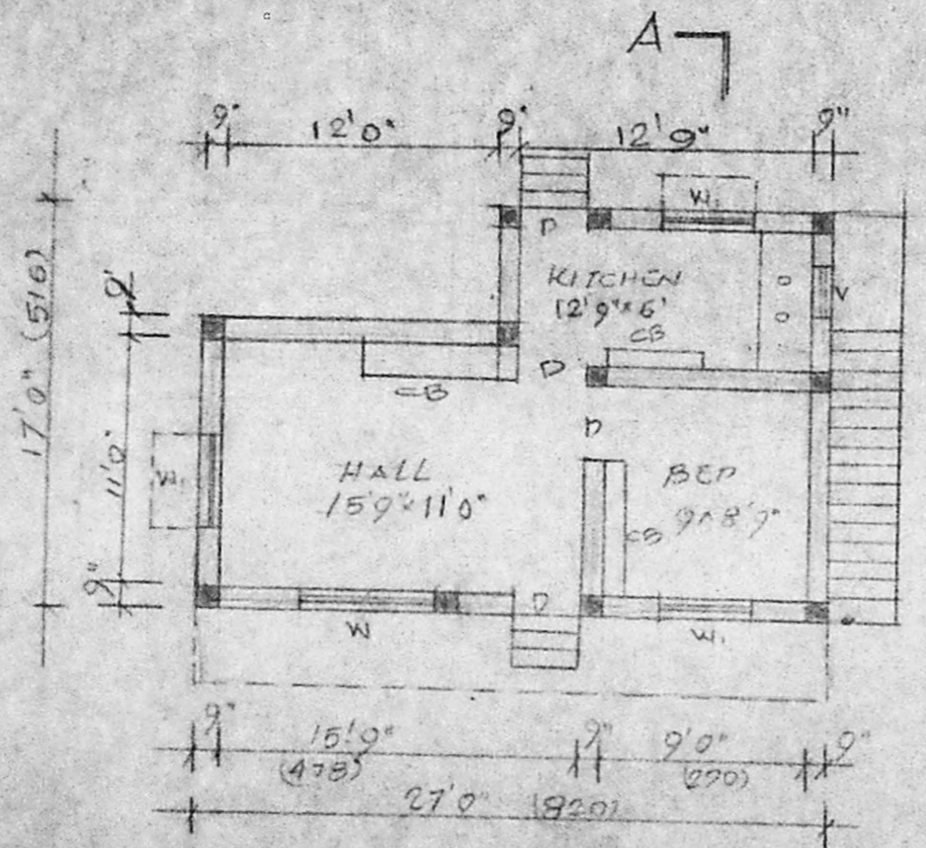 A
9" 12'0" 9" 12'9" 9"
W1
D
KITCHEN
12'9"x6'
CB
V
17'0" (516)
9"
11'0"
9"
CB
D
D
HALL
15'9"x11'0"
W1
BED
9x8'9"
CB
D
W
W1
9" 15'9" 9" 9'0" 9"
(478) (270)
27'0" (820)